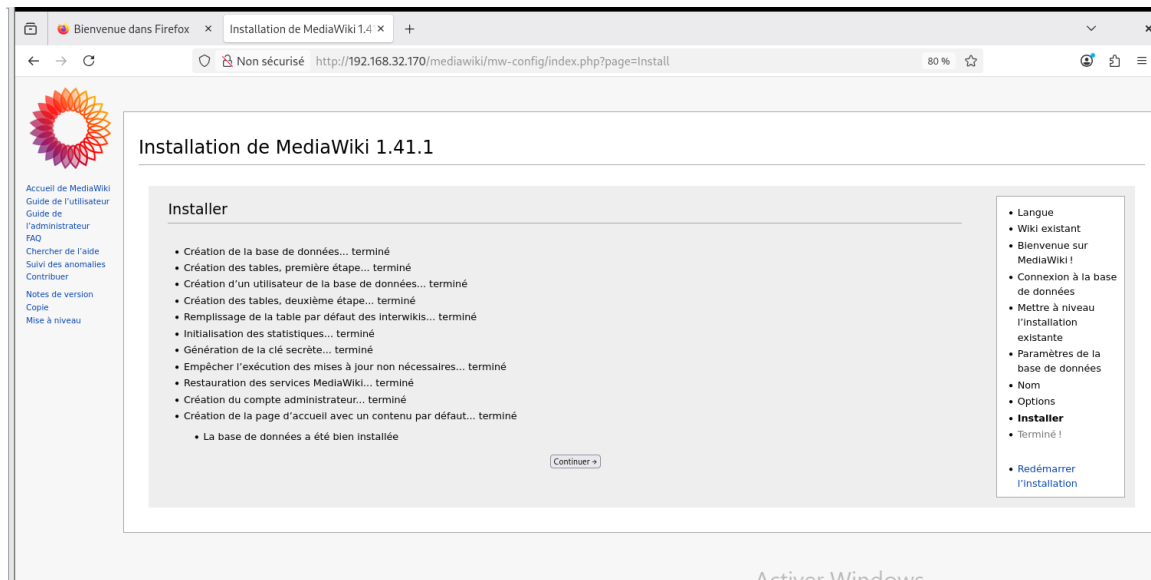 Bienvenue dans Firefox
Installation de MediaWiki 1.4
Non sécurisé http://192.168.32.170/mediawiki/mw-config/index.php?page=Install
80 %
Accueil de MediaWiki
Guide de l'utilisateur
Guide de
l'administrateur
FAQ
Chercher de l'aide
Suivi des anomalies
Contribuer
Notes de version
Copie
Mise à niveau
Installation de MediaWiki 1.41.1
Installer
• Création de la base de données… terminé
• Création des tables, première étape… terminé
• Création d'un utilisateur de la base de données… terminé
• Création des tables, deuxième étape… terminé
• Remplissage de la table par défaut des interwikis… terminé
• Initialisation des statistiques… terminé
• Génération de la clé secrète… terminé
• Empêcher l'exécution des mises à jour non nécessaires… terminé
• Restauration des services MediaWiki… terminé
• Création du compte administrateur… terminé
• Création de la page d'accueil avec un contenu par défaut… terminé
• La base de données a été bien installée
Continuer →
• Langue
• Wiki existant
• Bienvenue sur
MediaWiki !
• Connexion à la base
de données
• Mettre à niveau
l'installation
existante
• Paramètres de la
base de données
• Nom
• Options
• Installer
• Terminé !
• Redémarrer
l'installation
Activer Windows